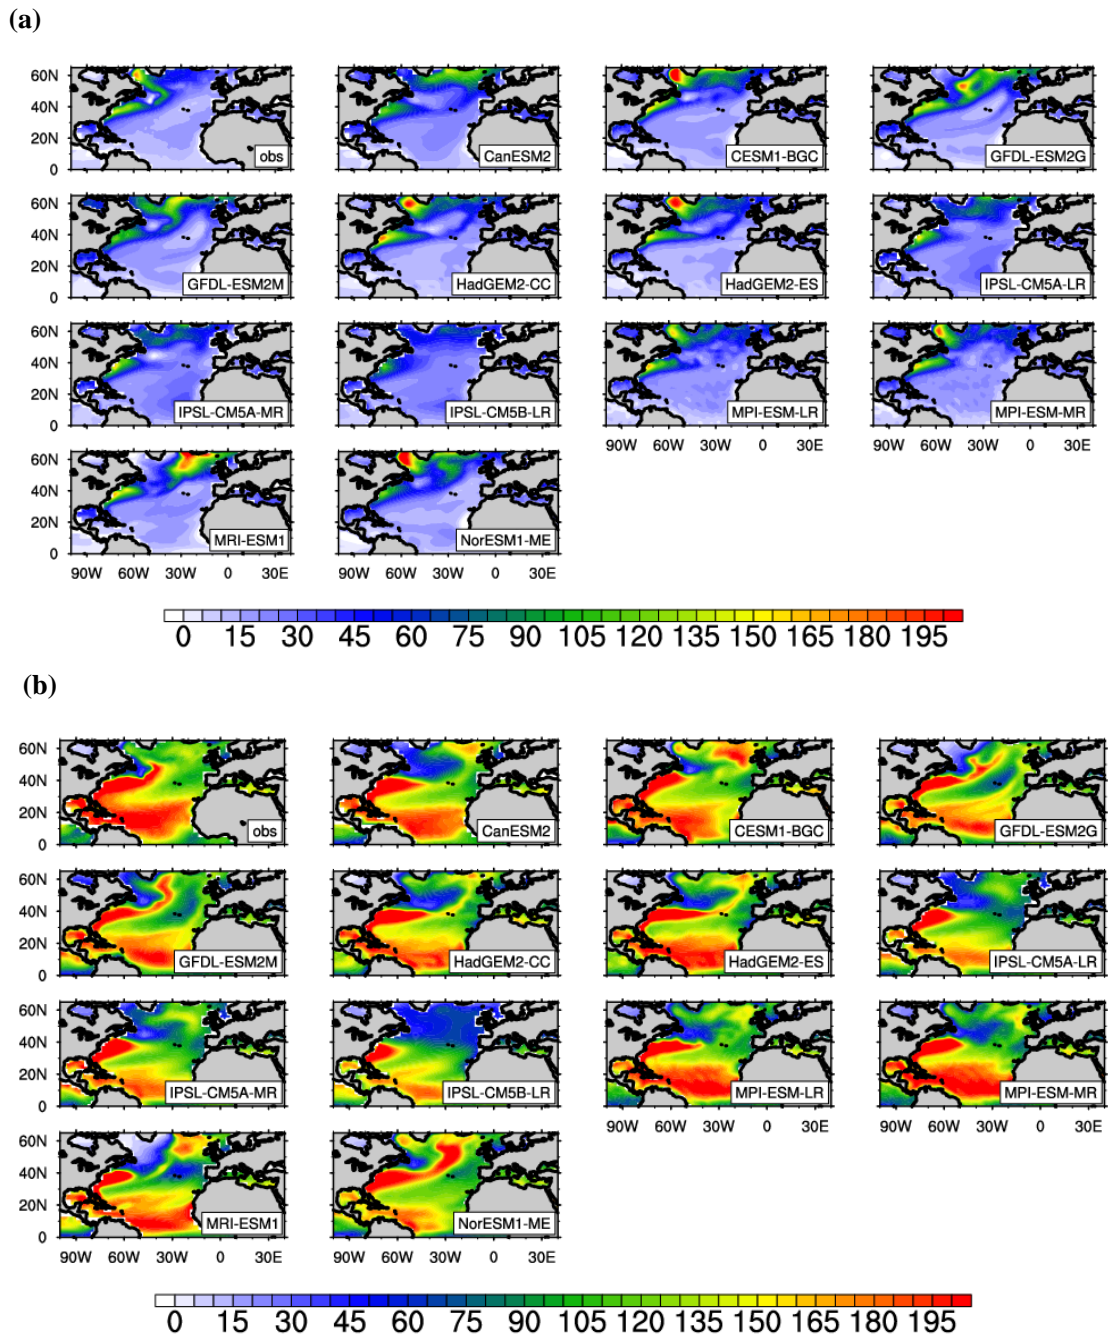 (a)
60N
40N
20N
0
obs
CanESM2
CESM1-BGC
GFDL-ESM2G
60N
40N
20N
0
GFDL-ESM2M
HadGEM2-CC
HadGEM2-ES
IPSL-CM5A-LR
60N
40N
20N
0
IPSL-CM5A-MR
IPSL-CM5B-LR
MPI-ESM-LR
MPI-ESM-MR
90W 60W 30W 0 30E 90W 60W 30W 0 30E
60N
40N
20N
0
MRI-ESM1
NorESM1-ME
90W 60W 30W 0 30E 90W 60W 30W 0 30E
0 15 30 45 60 75 90 105 120 135 150 165 180 195
(b)
60N
40N
20N
0
obs
CanESM2
CESM1-BGC
GFDL-ESM2G
60N
40N
20N
0
GFDL-ESM2M
HadGEM2-CC
HadGEM2-ES
IPSL-CM5A-LR
60N
40N
20N
0
IPSL-CM5A-MR
IPSL-CM5B-LR
MPI-ESM-LR
MPI-ESM-MR
90W 60W 30W 0 30E 90W 60W 30W 0 30E
60N
40N
20N
0
MRI-ESM1
NorESM1-ME
90W 60W 30W 0 30E 90W 60W 30W 0 30E
0 15 30 45 60 75 90 105 120 135 150 165 180 195